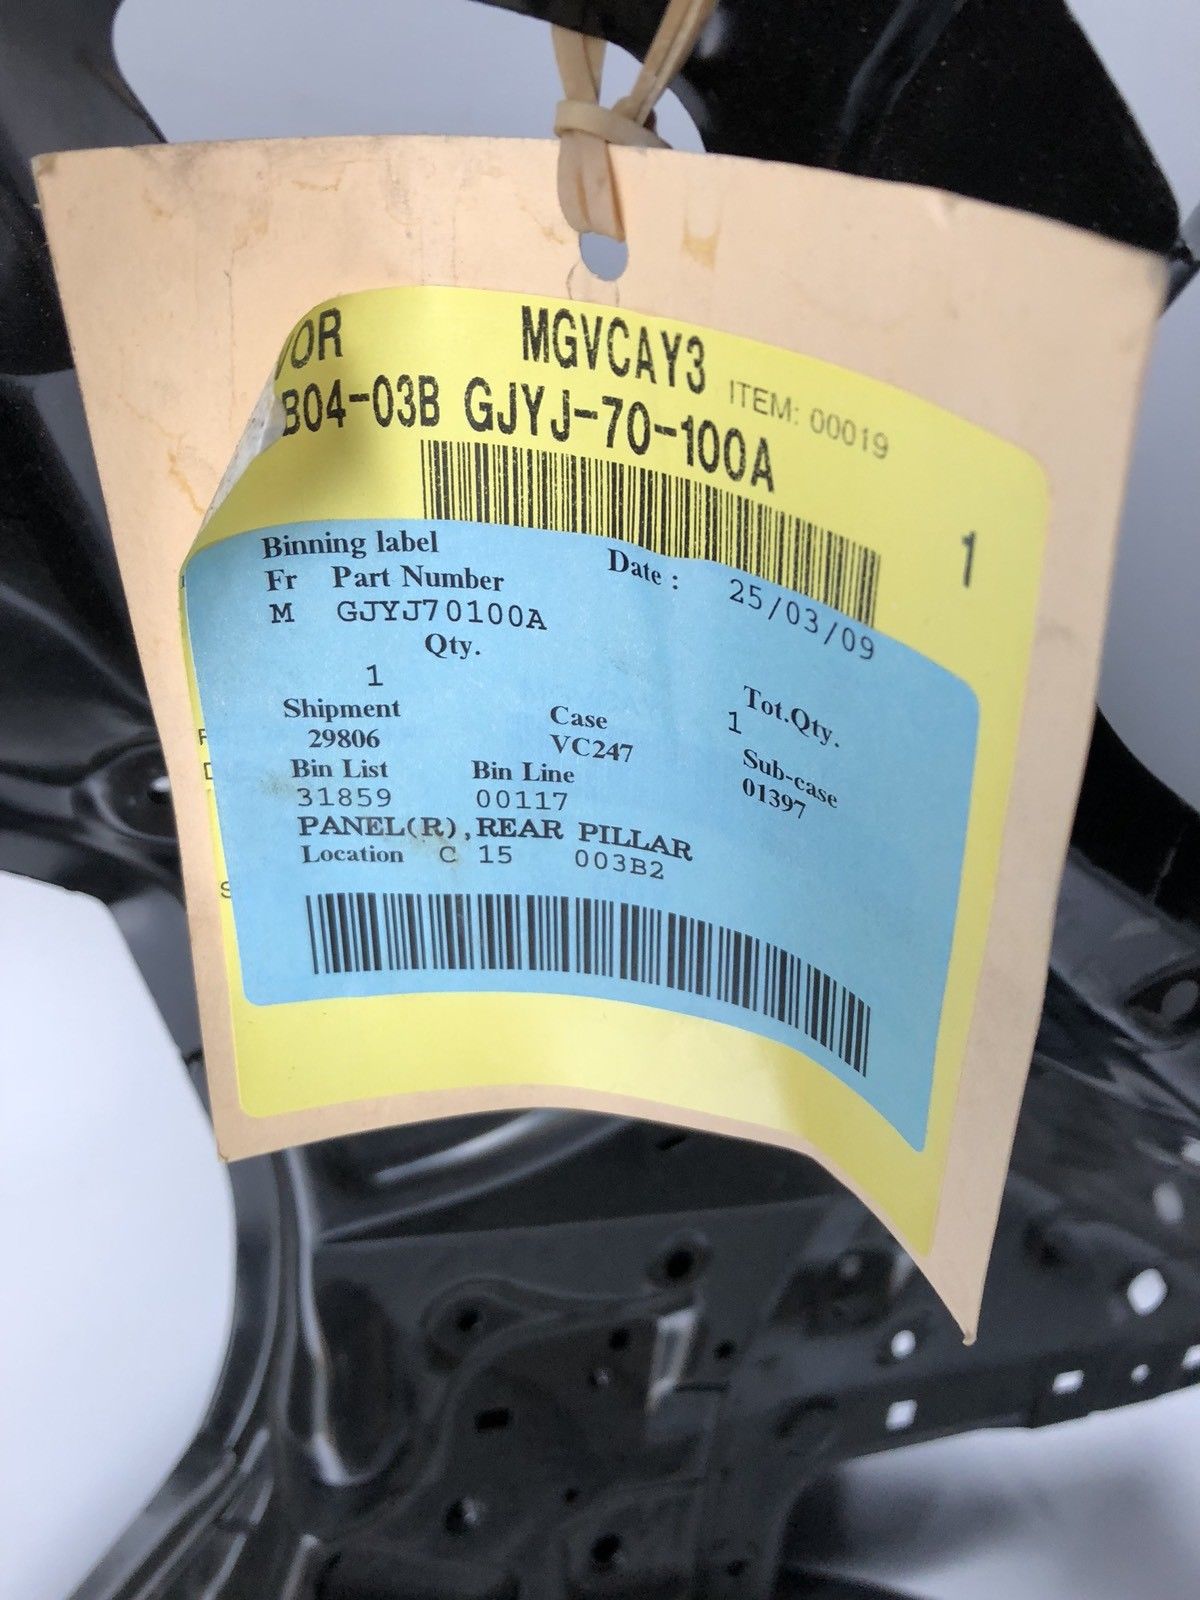 VOR MGVCAY3
ITEM: 00019
B04-03B GJYJ-70-100A
1
Binning label Date : 25/03/09
Fr Part Number
M GJYJ70100A
Qty. Tot.Qty.
1 1
Shipment Case Sub-case
29806 VC247 01397
Bin List Bin Line
31859 00117
PANEL(R),REAR PILLAR
Location C 15 003B2